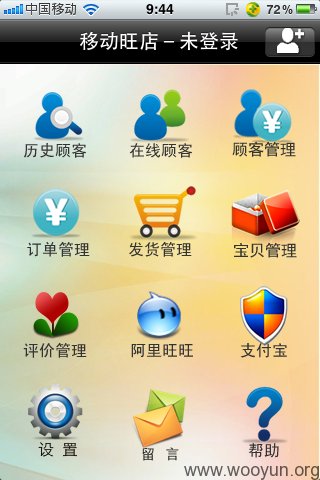 中国移动 9:44 72%
移动旺店 – 未登录
历史顾客 在线顾客 顾客管理
¥
¥
订单管理 发货管理 宝贝管理
评价管理 阿里旺旺 支付宝
设 置 留 言 帮助
www.wooyun.org